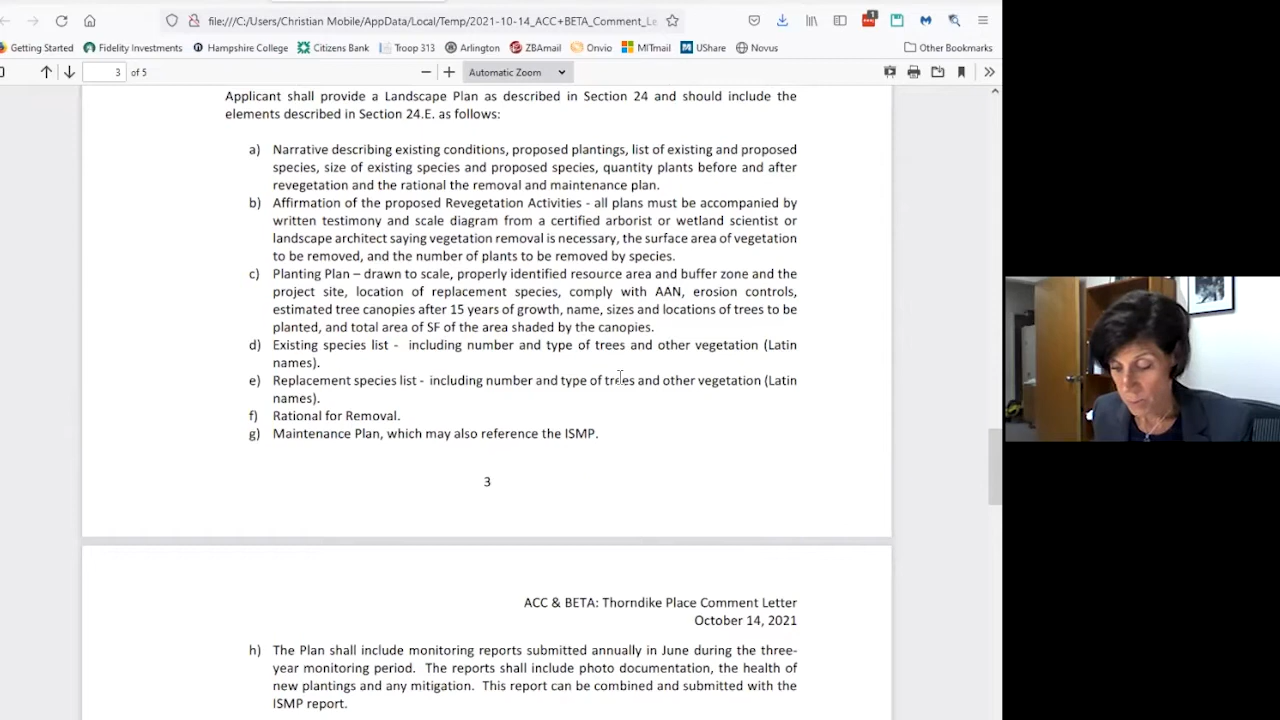 file:///C:/Users/Christian Mobile/AppData/Local/Temp/2021-10-14_ACC+BETA_Comment_Le
1
Getting Started Fidelity Investments Hampshire College Citizens Bank Troop 313 Arlington ZBAmail Onvio MITmail UShare Novus Other Bookmarks
3 of 5 Automatic Zoom
Applicant shall provide a Landscape Plan as described in Section 24 and should include the
elements described in Section 24.E. as follows:
a) Narrative describing existing conditions, proposed plantings, list of existing and proposed
species, size of existing species and proposed species, quantity plants before and after
revegetation and the rational the removal and maintenance plan.
b) Affirmation of the proposed Revegetation Activities - all plans must be accompanied by
written testimony and scale diagram from a certified arborist or wetland scientist or
landscape architect saying vegetation removal is necessary, the surface area of vegetation
to be removed, and the number of plants to be removed by species.
c) Planting Plan – drawn to scale, properly identified resource area and buffer zone and the
project site, location of replacement species, comply with AAN, erosion controls,
estimated tree canopies after 15 years of growth, name, sizes and locations of trees to be
planted, and total area of SF of the area shaded by the canopies.
d) Existing species list - including number and type of trees and other vegetation (Latin
names).
e) Replacement species list - including number and type of trees and other vegetation (Latin
names).
f) Rational for Removal.
g) Maintenance Plan, which may also reference the ISMP.
3
ACC & BETA: Thorndike Place Comment Letter
October 14, 2021
h) The Plan shall include monitoring reports submitted annually in June during the three-
year monitoring period. The reports shall include photo documentation, the health of
new plantings and any mitigation. This report can be combined and submitted with the
ISMP report.